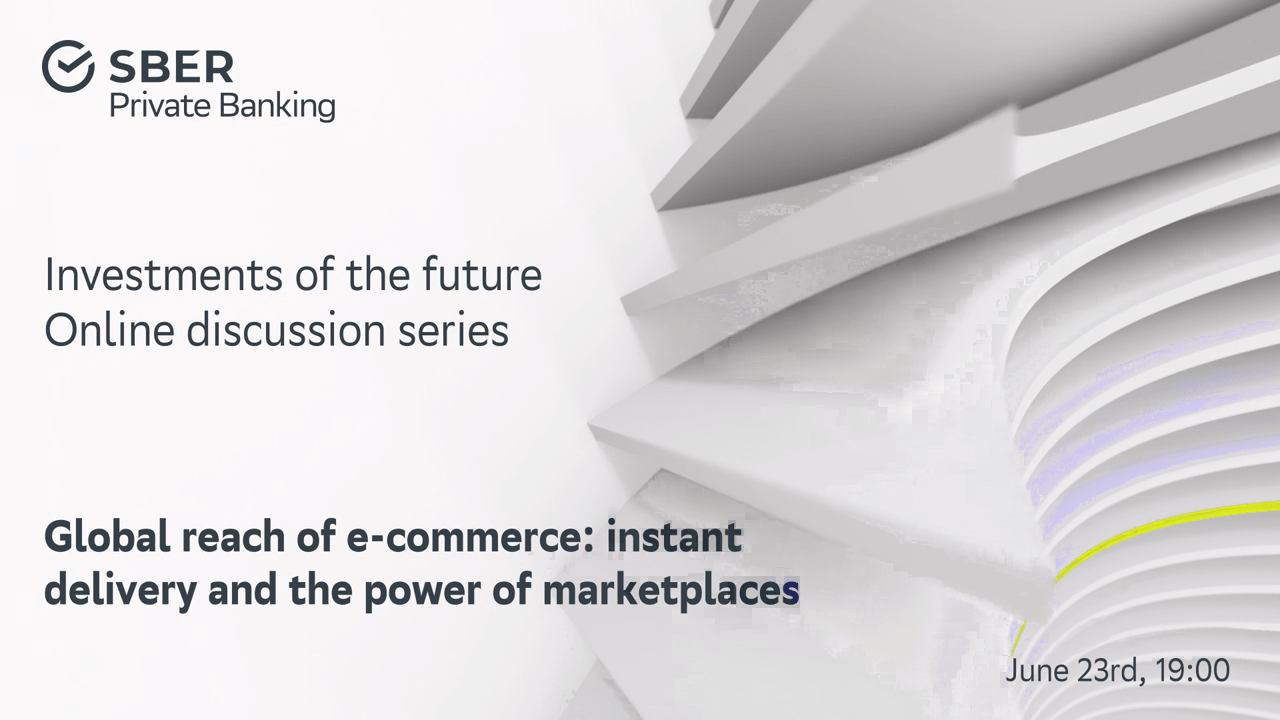 SBER
Private Banking
Investments of the future
Online discussion series
Global reach of e-commerce: instant
delivery and the power of marketplaces
June 23rd, 19:00